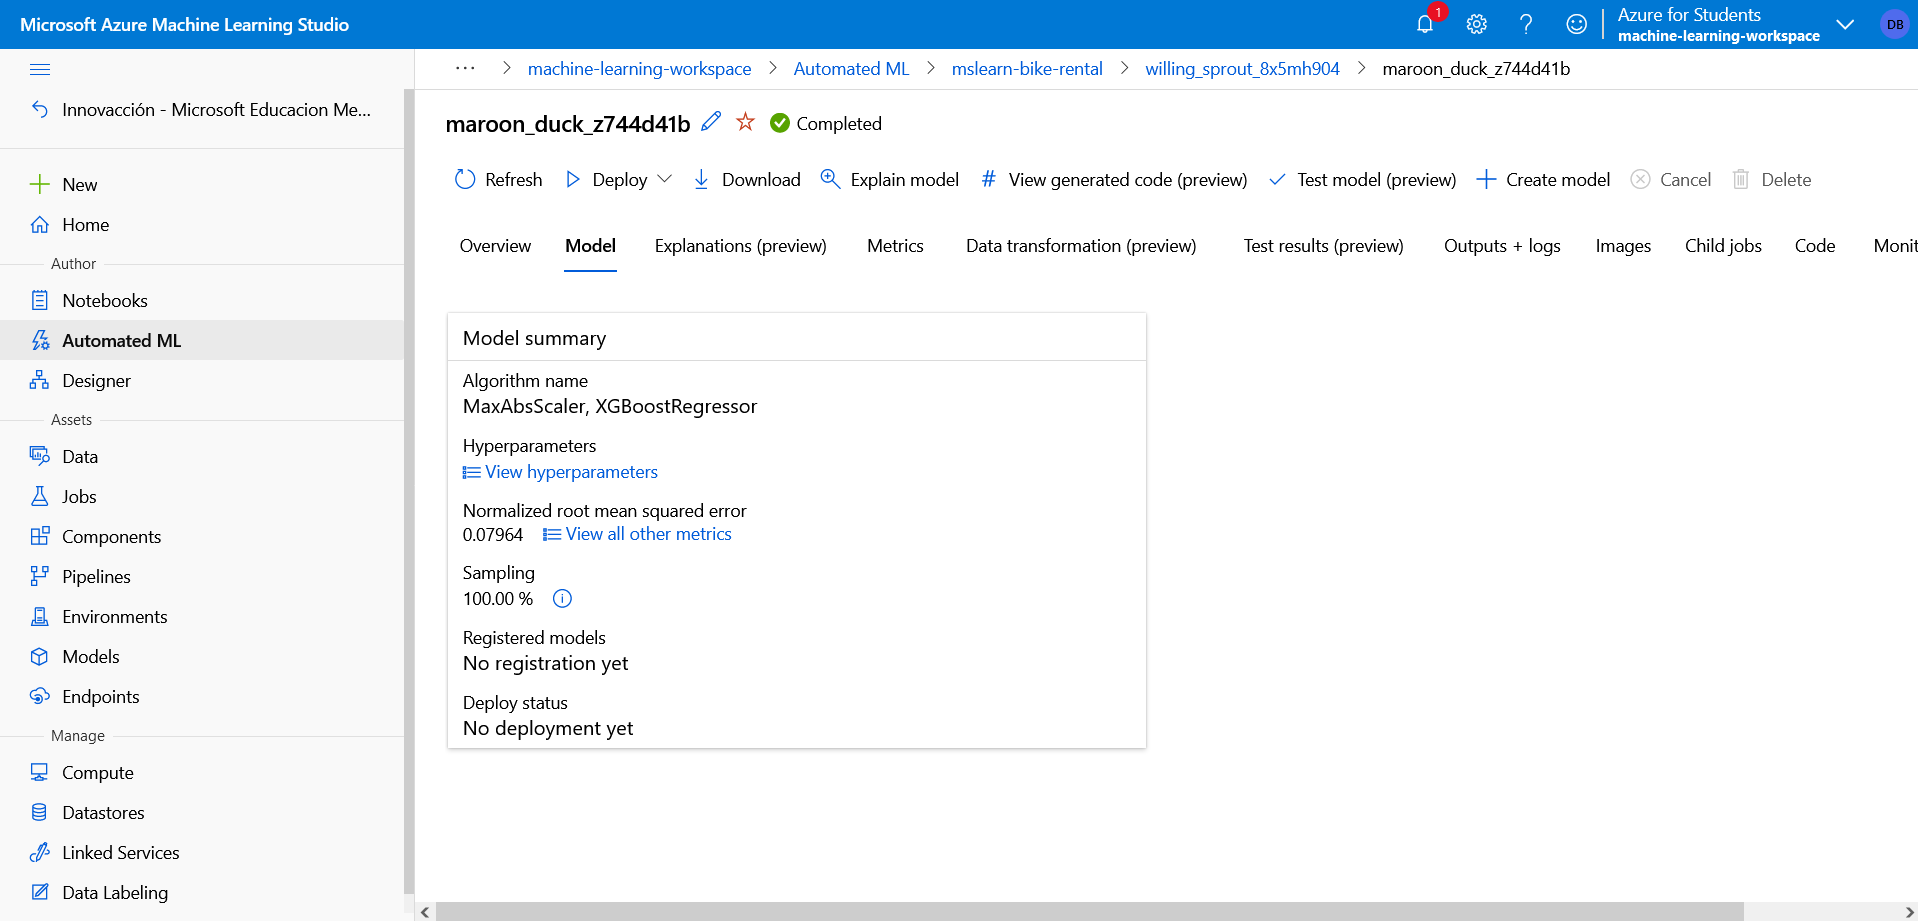 Microsoft Azure Machine Learning Studio
1
Azure for Students
machine-learning-workspace
DB
Innovacción - Microsoft Educacion Me...
New
Home
Author
Notebooks
Automated ML
Designer
Assets
Data
Jobs
Components
Pipelines
Environments
Models
Endpoints
Manage
Compute
Datastores
Linked Services
Data Labeling
··· > machine-learning-workspace > Automated ML > mslearn-bike-rental > willing_sprout_8x5mh904 > maroon_duck_z744d41b
maroon_duck_z744d41b Completed
Refresh Deploy Download Explain model # View generated code (preview) Test model (preview) Create model Cancel Delete
Overview Model Explanations (preview) Metrics Data transformation (preview) Test results (preview) Outputs + logs Images Child jobs Code Monit
Model summary
Algorithm name
MaxAbsScaler, XGBoostRegressor
Hyperparameters
View hyperparameters
Normalized root mean squared error
0.07964 View all other metrics
Sampling
100.00 %
Registered models
No registration yet
Deploy status
No deployment yet